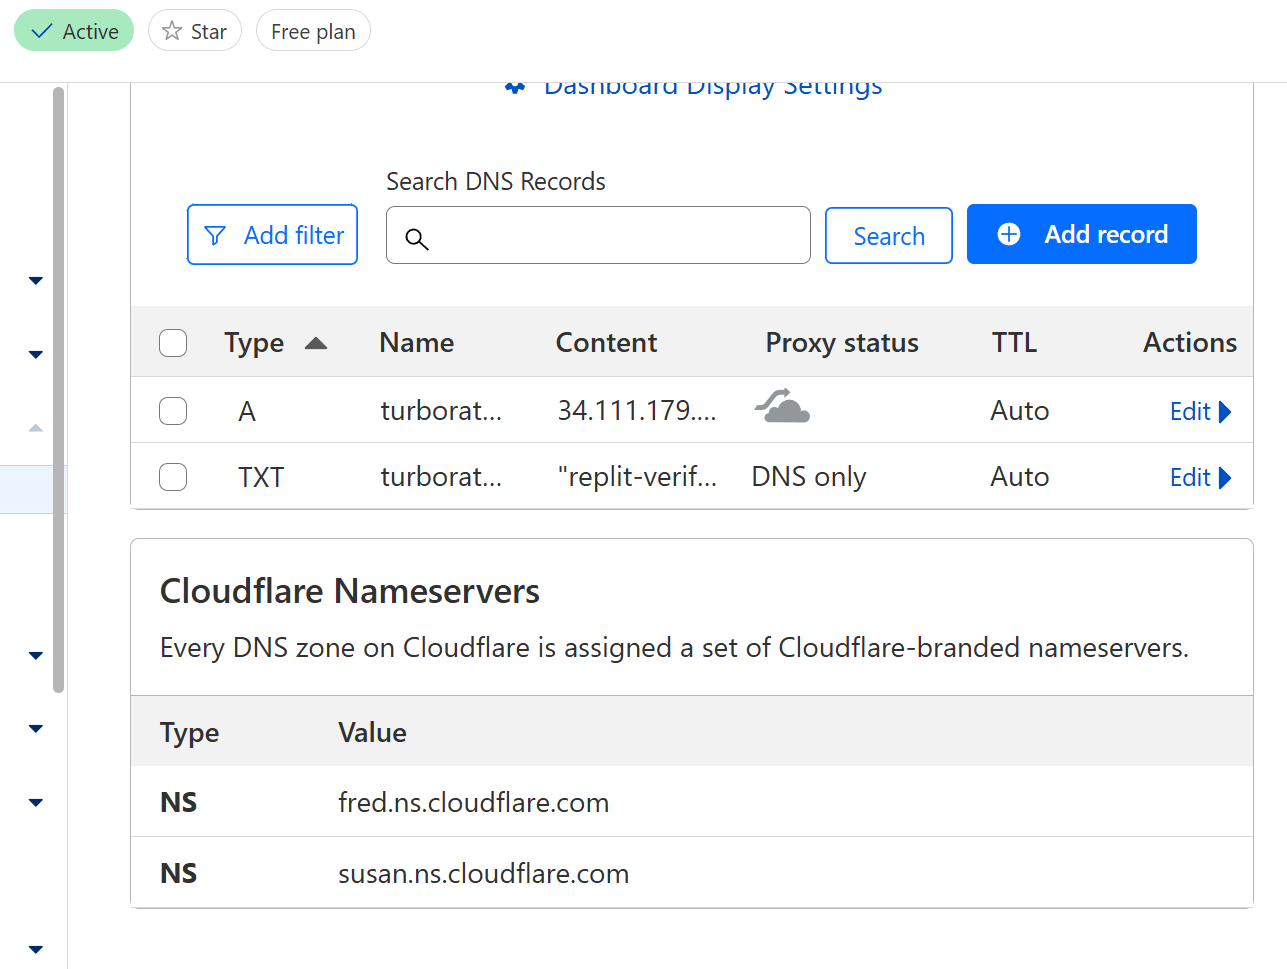 Active Star Free plan
Dashboard Display Settings
Search DNS Records
Add filter Search Add record
Type Name Content Proxy status TTL Actions
A turborat... 34.111.179.... Auto Edit
TXT turborat... "replit-verif... DNS only Auto Edit
Cloudflare Nameservers
Every DNS zone on Cloudflare is assigned a set of Cloudflare-branded nameservers.
Type Value
NS fred.ns.cloudflare.com
NS susan.ns.cloudflare.com